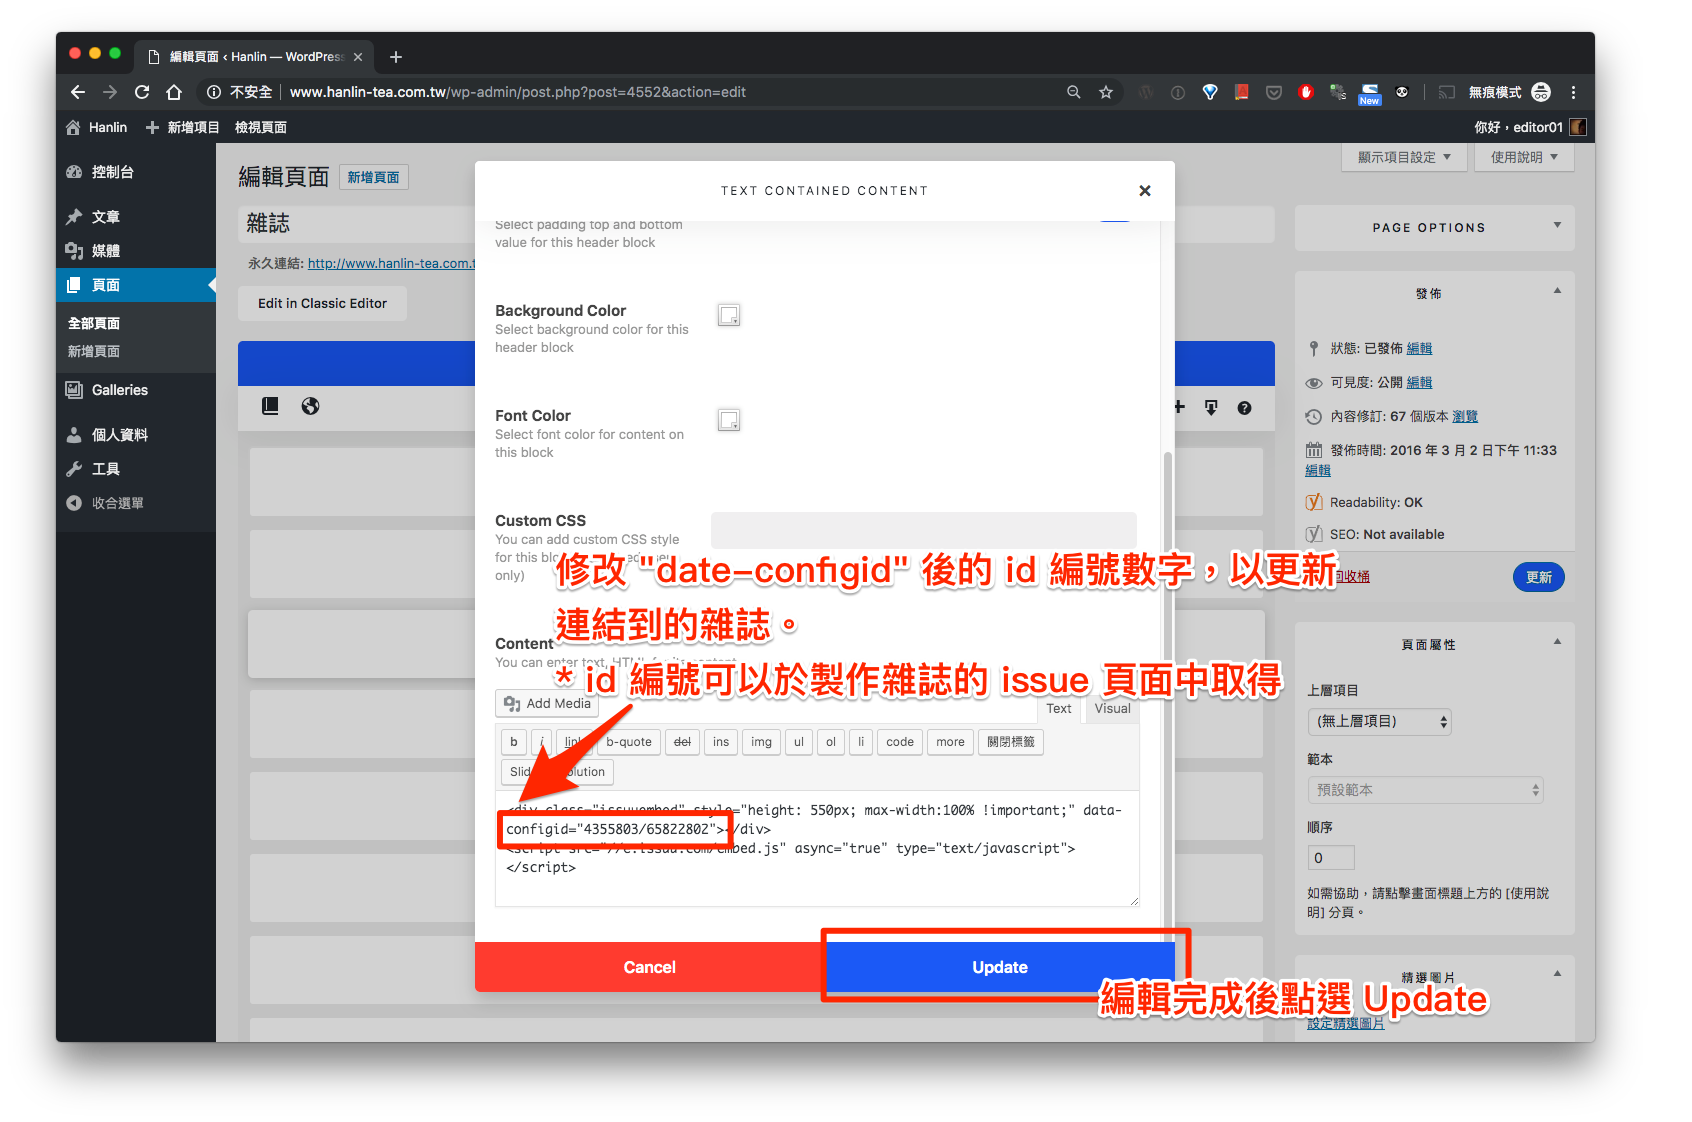 編輯頁面 ‹ Hanlin — WordPress
不安全 | www.hanlin-tea.com.tw/wp-admin/post.php?post=4552&action=edit
New
無痕模式
Hanlin
新增項目
檢視頁面
你好，editor01
控制台
文章
媒體
頁面
全部頁面
新增頁面
Galleries
個人資料
工具
收合選單
編輯頁面
新增頁面
顯示項目設定
使用說明
雜誌
永久連結: http://www.hanlin-tea.com.t
Edit in Classic Editor
TEXT CONTAINED CONTENT
Select padding top and bottom
value for this header block
Background Color
Select background color for this
header block
Font Color
Select font color for content on
this block
Custom CSS
You can add custom CSS style
for this
only)
修改 "date-configid" 後的 id 編號數字，以更新
連結到的雜誌。
* id 編號可以於製作雜誌的 issue 頁面中取得
Content
You can enter text, HTML
Add Media
Text
Visual
b
i
link
b-quote
del
ins
img
ul
ol
li
code
more
關閉標籤
<div class="issuuembed" style="height: 550px; max-width:100% !important;" data-
configid="4355803/65822802"></div>
<script src="//e.issuu.com/embed.js" async="true" type="text/javascript">
</script>
Cancel
Update
編輯完成後點選 Update
PAGE OPTIONS
發佈
狀態: 已發佈 編輯
可見度: 公開 編輯
內容修訂: 67 個版本 瀏覽
發佈時間: 2016 年 3 月 2 日下午 11:33
編輯
Readability: OK
SEO: Not available
回收桶
更新
頁面屬性
上層項目
(無上層項目)
範本
預設範本
順序
0
如需協助，請點擊畫面標題上方的 [使用說
明] 分頁。
精選圖片
設定精選圖片